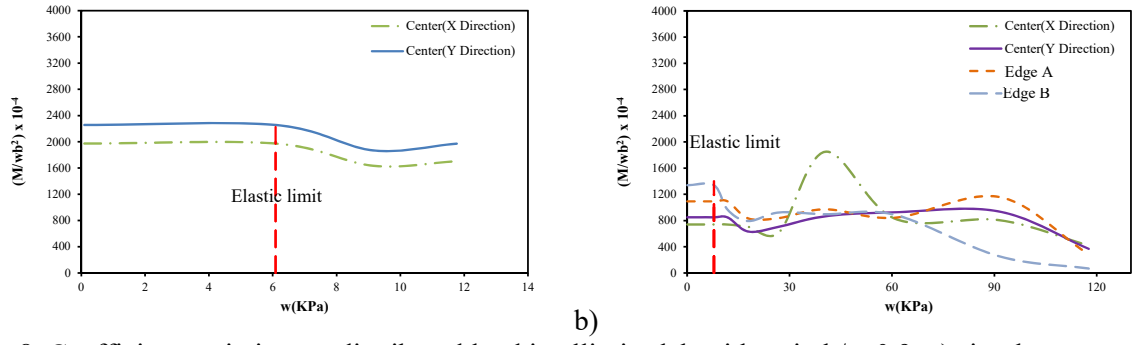 4000
3600
3200
2800
2400
2000
1600
1200
800
400
0
(M/wb²) x 10⁻⁴
Center(X Direction)
Center(Y Direction)
Elastic limit
0 2 4 6 8 10 12 14
w(KPa)
4000
3600
3200
2800
2400
2000
1600
1200
800
400
0
(M/wb²) x 10⁻⁴
Center(X Direction)
Center(Y Direction)
Edge A
Edge B
Elastic limit
0 30 60 90 120
w(KPa)
b)